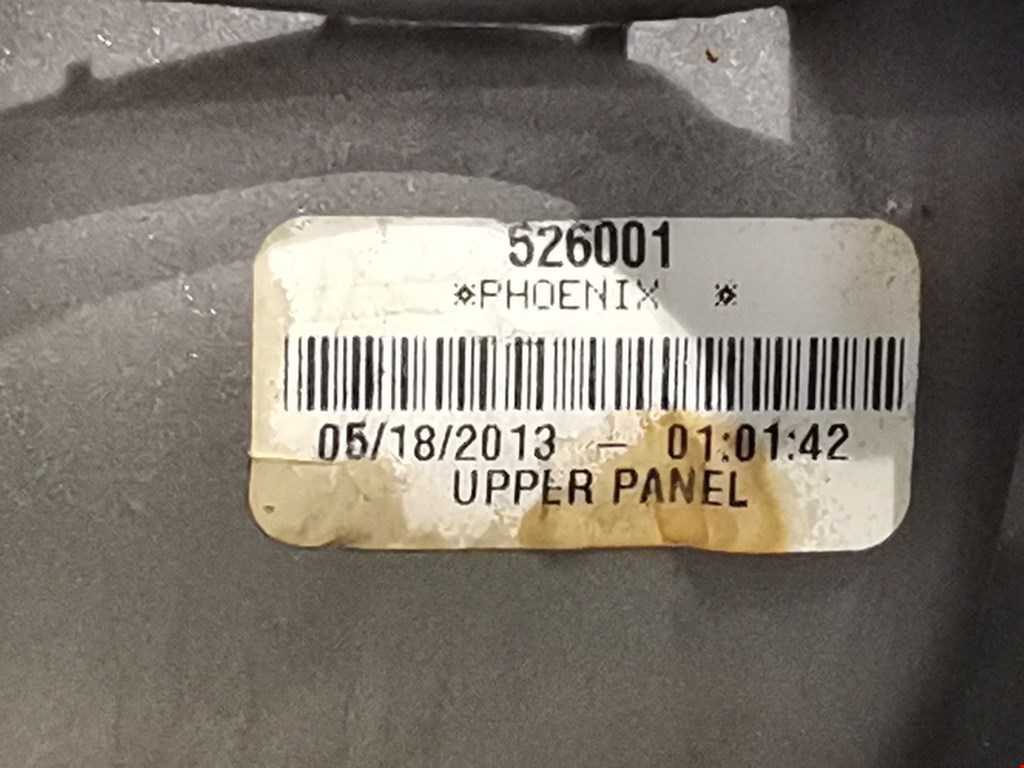 526001
*PHOENIX *
05/18/2013 - 01:01:42
UPPER PANEL